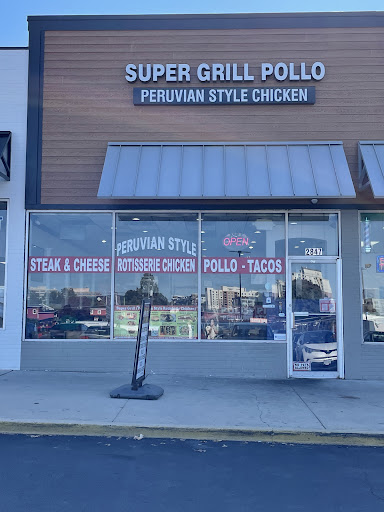 SUPER GRILL POLLO
PERUVIAN STYLE CHICKEN
2847
OPEN
PERUVIAN STYLE
STEAK & CHEESE
ROTISSERIE CHICKEN
POLLO - TACOS